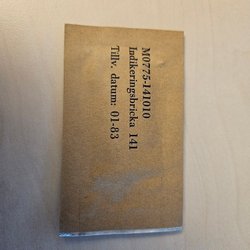 M0775-141010
Indikeringsbricka 141
Tillv. datum: 01-83